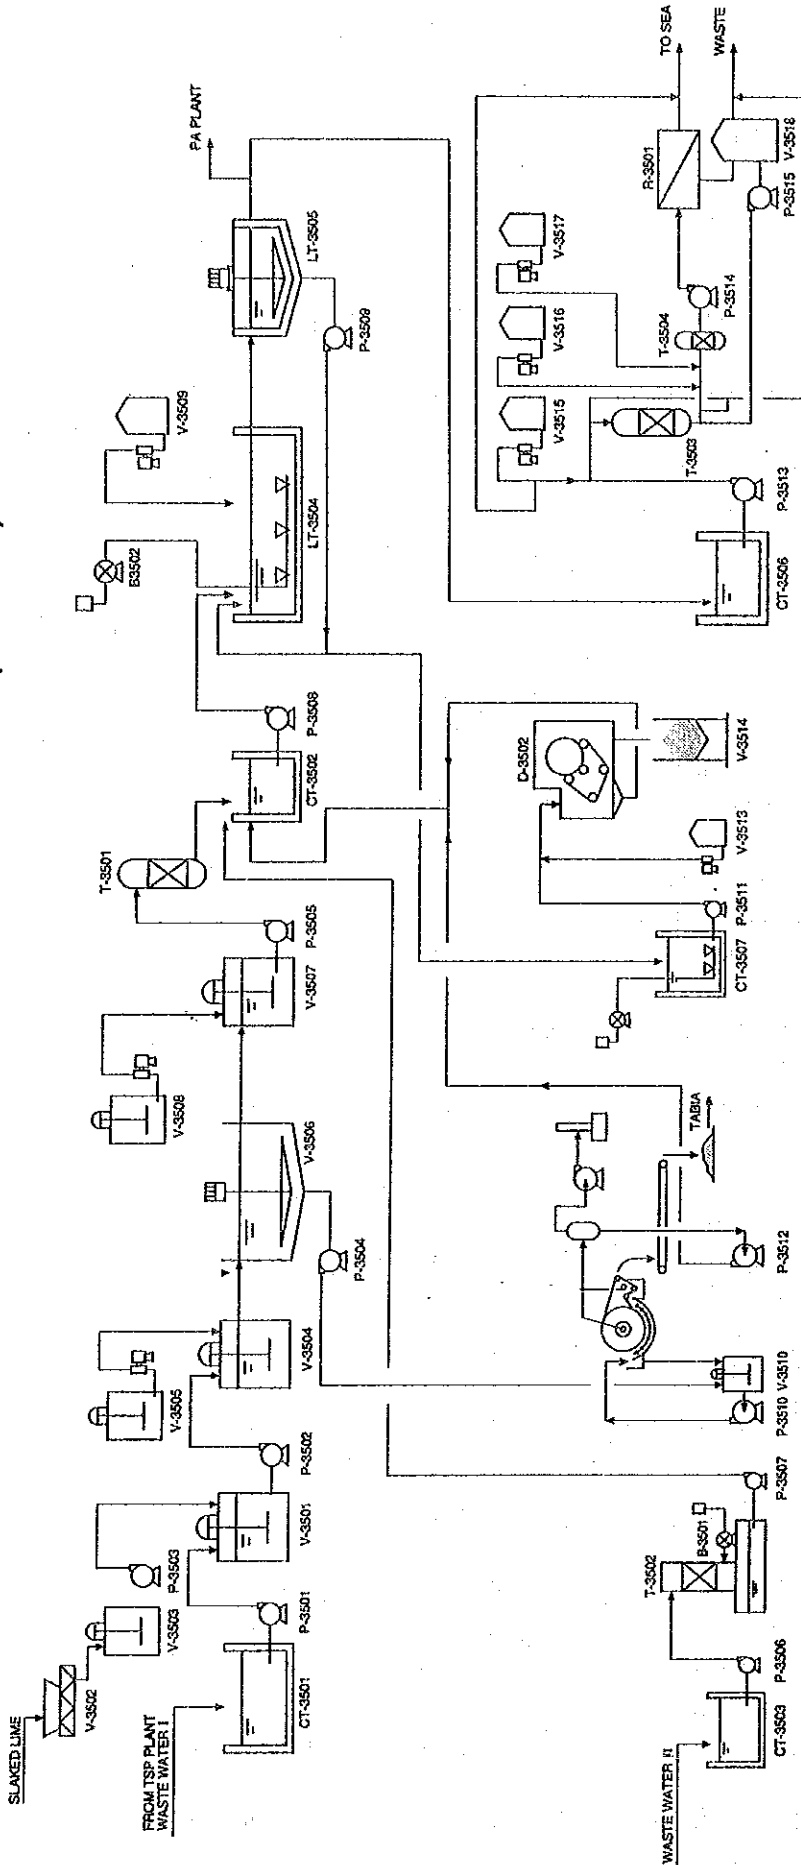 SLAKED LIME
V-3502
V-3503
P-3503
FROM TSP PLANT
WASTE WATER I
CT-3501
P-3501
V-3501
P-3502
V-3505
V-3504
V-3506
P-3504
V-3508
V-3507
P-3505
T-3501
CT-3502
P-3508
B3502
V-3509
LT-3504
P-3509
LT-3505
PA PLANT
WASTE WATER II
CT-3503
P-3506
T-3502
B-3501
P-3507
P-3510
V-3510
P-3512
TABIA
CT-3507
P-3511
V-3513
D-3502
V-3514
CT-3506
P-3513
T-3503
V-3515
V-3516
V-3517
T-3504
P-3514
R-3501
P-3515
V-3518
TO SEA
WASTE